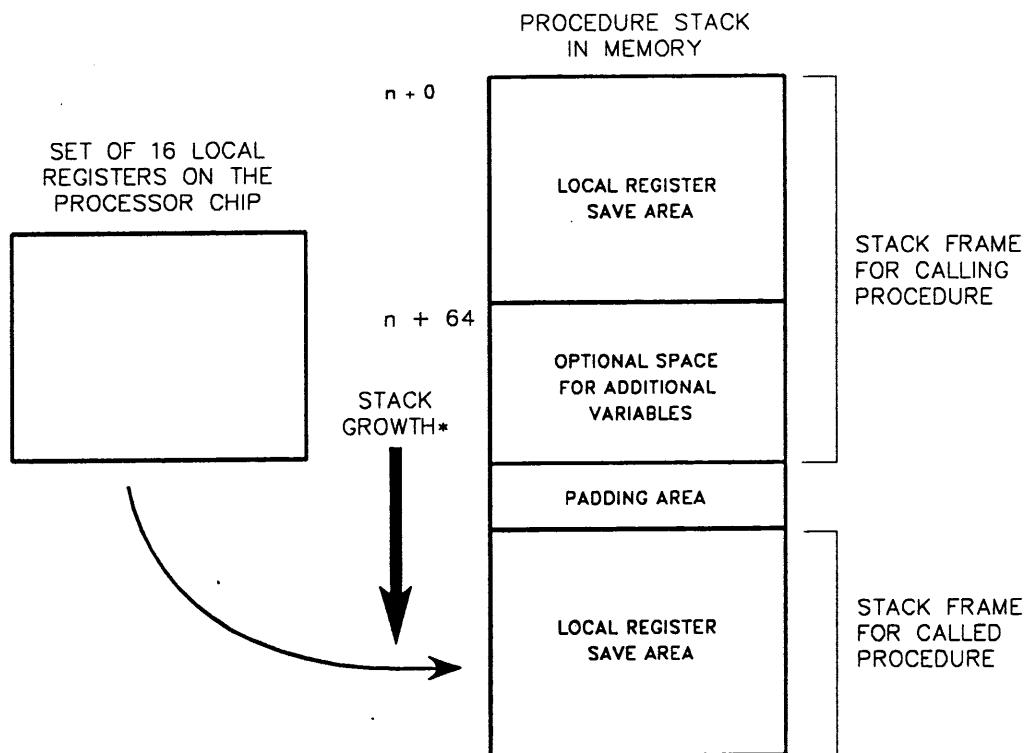 PROCEDURE STACK
IN MEMORY
n + 0
SET OF 16 LOCAL
REGISTERS ON THE
PROCESSOR CHIP
LOCAL REGISTER
SAVE AREA
STACK FRAME
FOR CALLING
PROCEDURE
n + 64
OPTIONAL SPACE
FOR ADDITIONAL
VARIABLES
STACK
GROWTH*
PADDING AREA
LOCAL REGISTER
SAVE AREA
STACK FRAME
FOR CALLED
PROCEDURE